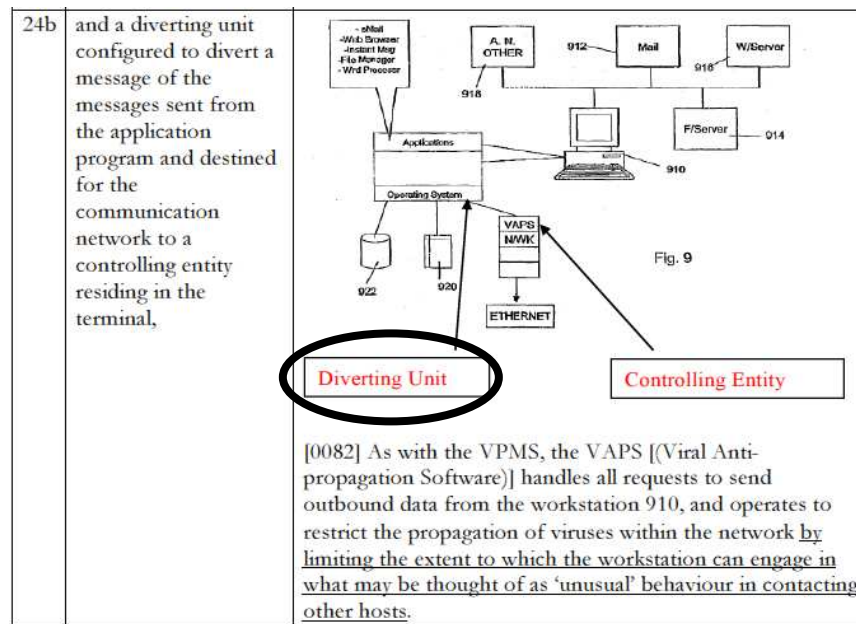 24b
and a diverting unit
configured to divert a
message of the
messages sent from
the application
program and destined
for the
communication
network to a
controlling entity
residing in the
terminal,
- eMail
-Web Browser
-Instant Msg
-File Manager
- Wrd Procesor
A. N.
OTHER
918
912
Mail
916
W/Server
F/Server
914
910
Applications
Operating System
922
920
VAPS
N/WK
ETHERNET
Fig. 9
Diverting Unit
Controlling Entity
[0082] As with the VPMS, the VAPS [(Viral Anti-
propagation Software)] handles all requests to send
outbound data from the workstation 910, and operates to
restrict the propagation of viruses within the network by
limiting the extent to which the workstation can engage in
what may be thought of as ‘unusual’ behaviour in contacting
other hosts.